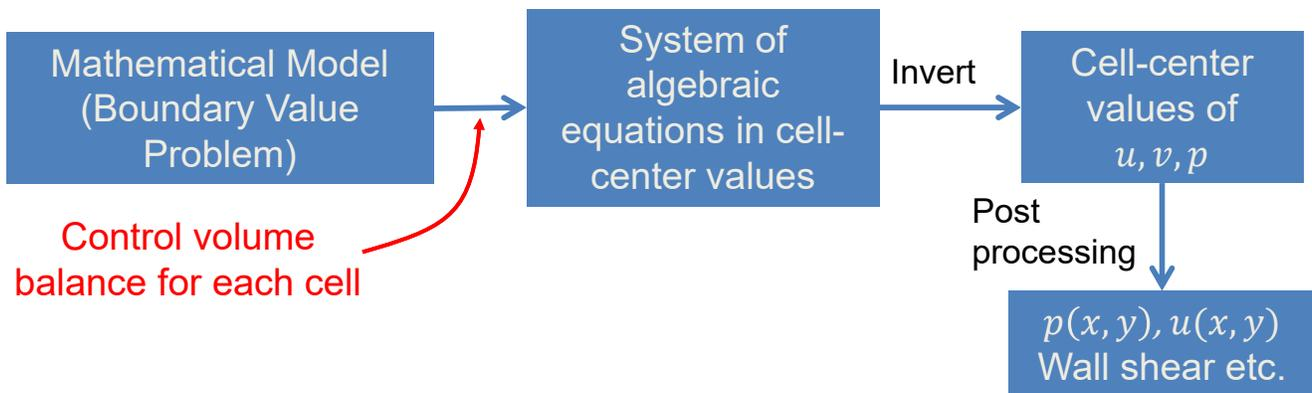 Mathematical Model
(Boundary Value
Problem)
System of
algebraic
equations in cell-
center values
Invert
Cell-center
values of
u, v, p
Control volume
balance for each cell
Post
processing
p(x, y), u(x, y)
Wall shear etc.